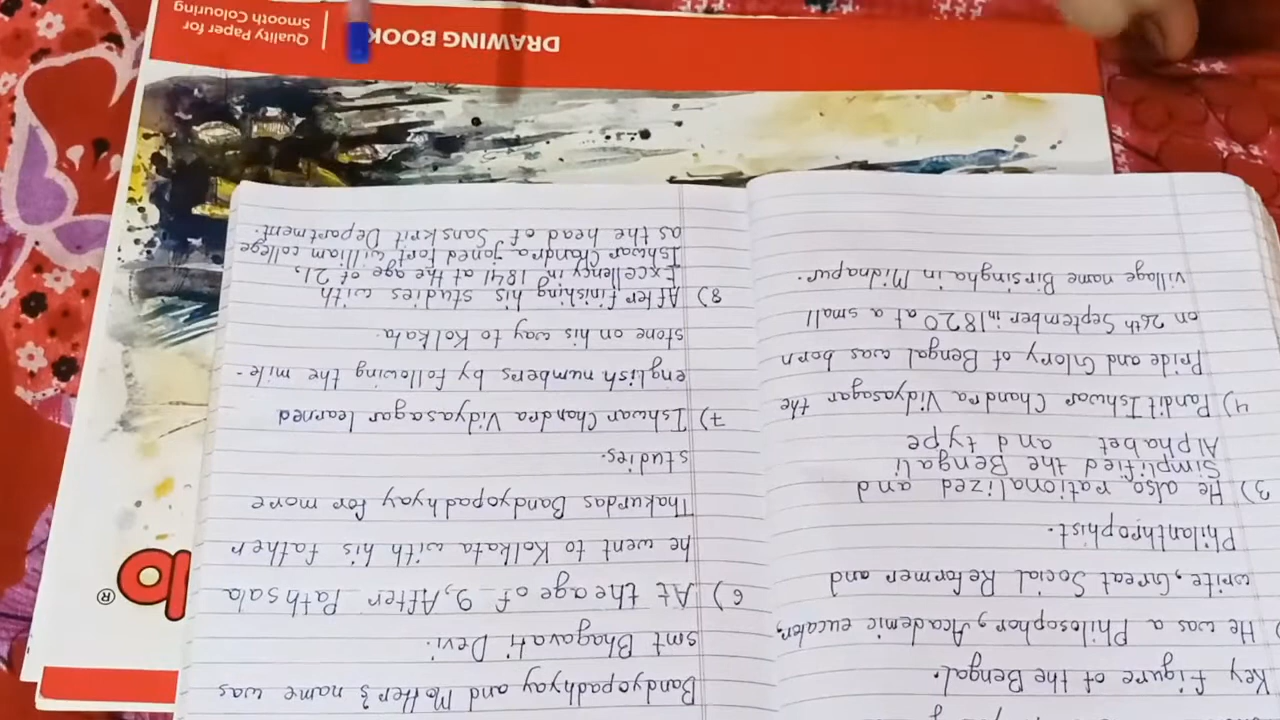 Key figure of the Bengal.
He was a Philosopher, Academic eucator,
write, Great Social Reformer and
Philanthrophist.
3) He also rationalized and
Simplified the Bengali
Alphabet and type
4) Pandit Ishwar Chandra Vidyasagar the
Pride and Glory of Bengal was born
on 26th September in 1820 at a small
village name Birsingha in Midnapur.
Bandyopadhyay and Mother's name was
smt Bhagavati Devi.
6) At the age of 9, After Pathsala
he went to Kolkata with his father
Thakurdas Bandyopadhyay for more
studies.
7) Ishwar Chandra Vidyasagar learned
english numbers by following the mile-
stone on his way to Kolkata.
8) After finishing his studies with
Excellency in 1841 at the age of 21,
Ishwar Chandra joined fort william college
as the head of Sanskrit Department.
DRAWING BOOK
Quality Paper for
Smooth Colouring